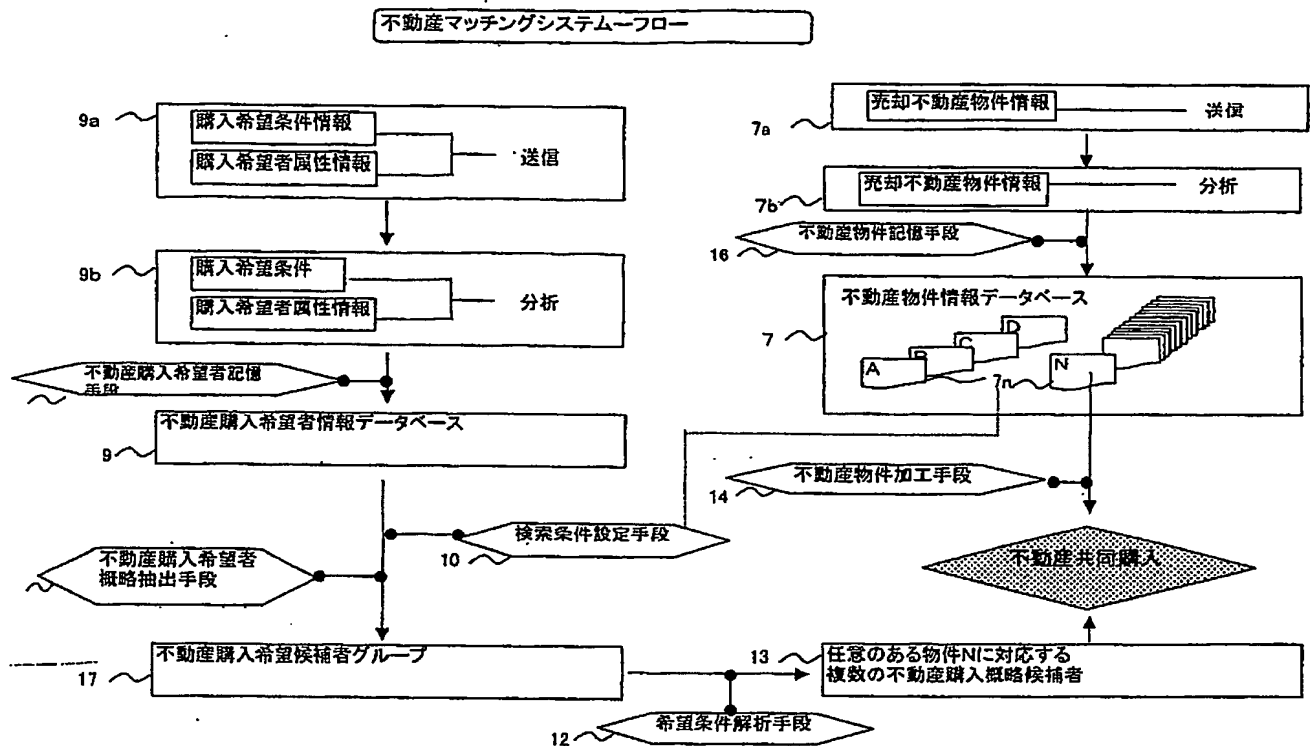 不動産マッチングシステムーフロー
9a
購入希望条件情報
購入希望者属性情報
送信
9b
購入希望条件
購入希望者属性情報
分析
不動産購入希望者記憶
手段
不動産購入希望者情報データベース
9
検索条件設定手段
10
不動産購入希望者
概略抽出手段
不動産購入希望候補者グループ
17
希望条件解析手段
12
売却不動産物件情報
送信
7a
売却不動産物件情報
分析
7b
不動産物件記憶手段
16
不動産物件情報データベース
7
A
B
C
D
7n
N
不動産物件加工手段
14
不動産共同購入
13
任意のある物件Nに対応する
複数の不動産購入概略候補者